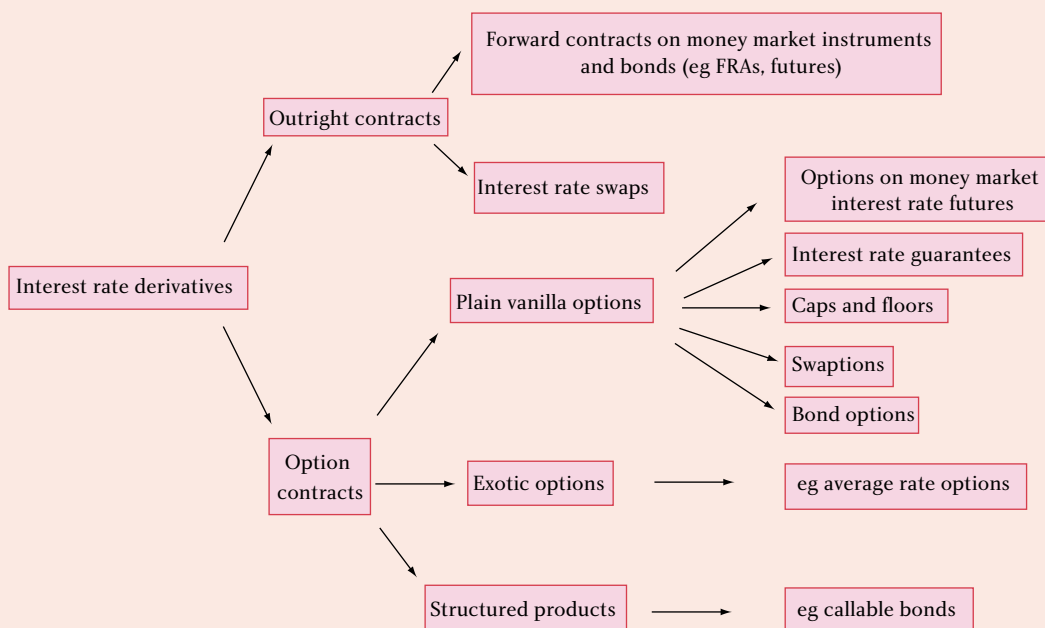 Forward contracts on money market instruments
and bonds (eg FRAs, futures)
Outright contracts
Interest rate swaps
Options on money market
interest rate futures
Interest rate guarantees
Interest rate derivatives
Plain vanilla options
Caps and floors
Swaptions
Bond options
Option
contracts
Exotic options
eg average rate options
Structured products
eg callable bonds